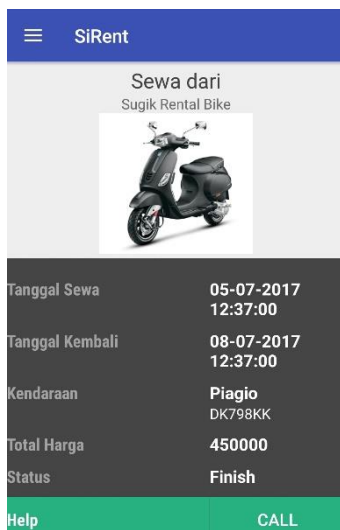 SiRent
Sewa dari
Sugik Rental Bike
Tanggal Sewa
05-07-2017
12:37:00
Tanggal Kembali
08-07-2017
12:37:00
Kendaraan
Piagio
DK798KK
Total Harga
450000
Status
Finish
Help
CALL